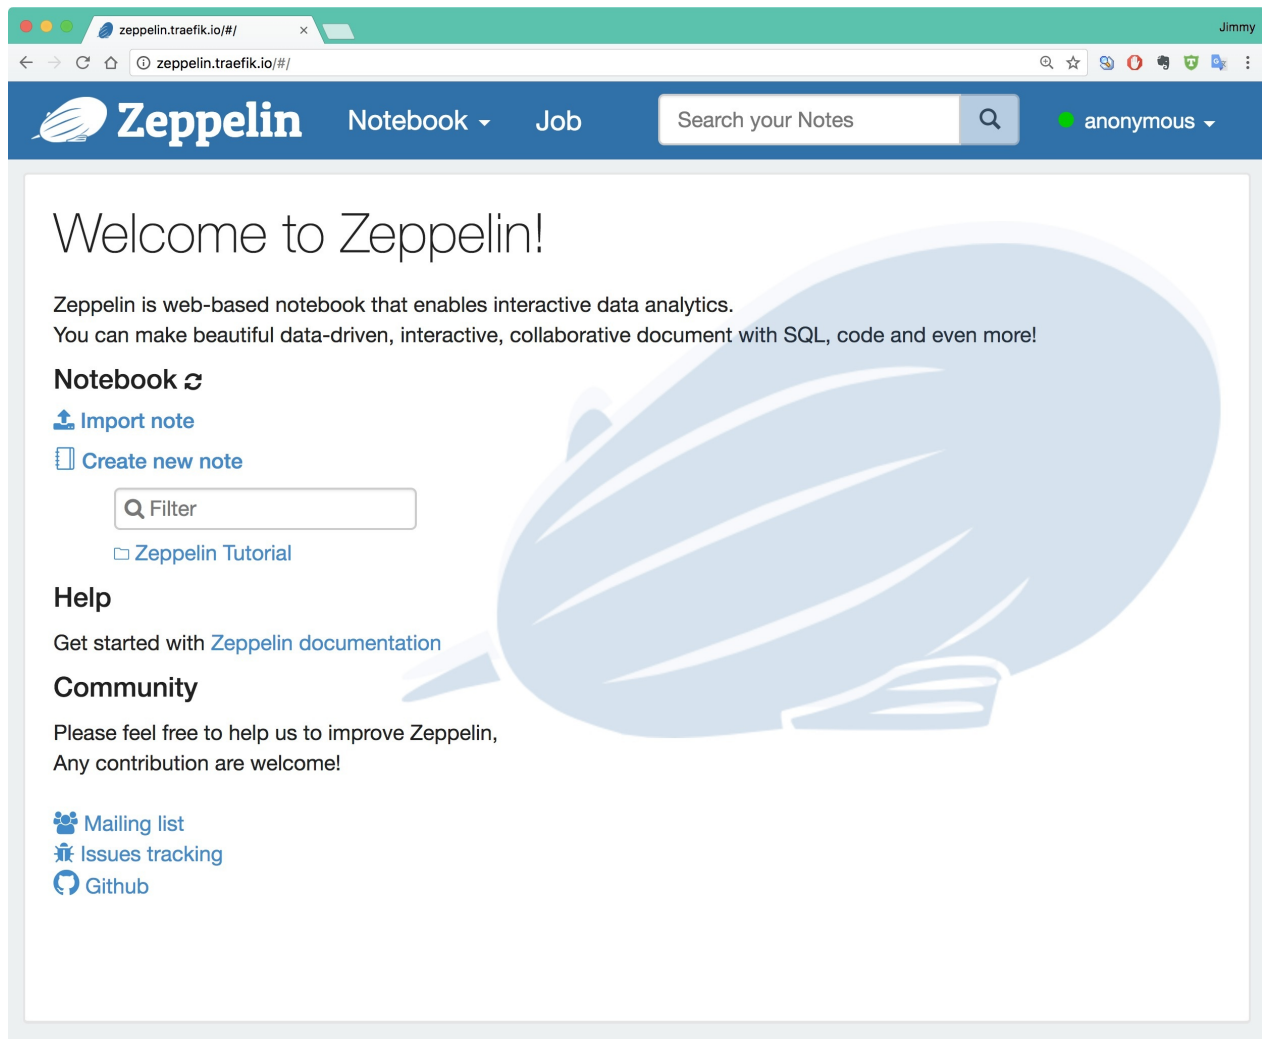 zeppelin.traefik.io/#/
Jimmy
zeppelin.traefik.io/#/
Zeppelin
Notebook
Job
Search your Notes
anonymous
Welcome to Zeppelin!
Zeppelin is web-based notebook that enables interactive data analytics.
You can make beautiful data-driven, interactive, collaborative document with SQL, code and even more!
Notebook
Import note
Create new note
Filter
Zeppelin Tutorial
Help
Get started with Zeppelin documentation
Community
Please feel free to help us to improve Zeppelin,
Any contribution are welcome!
Mailing list
Issues tracking
Github